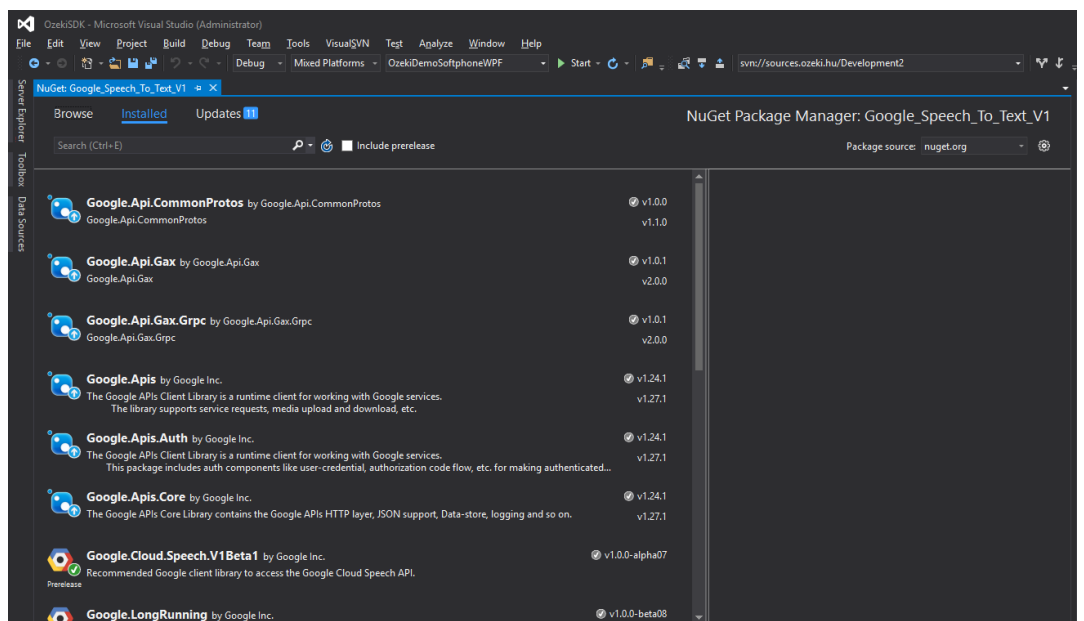 OzekiSDK - Microsoft Visual Studio (Administrator)
File Edit View Project Build Debug Team Tools VisualSVN Test Analyze Window Help
Debug Mixed Platforms OzekiDemoSoftphoneWPF Start svn://sources.ozeki.hu/Development2
Server Explorer
Toolbox
Data Sources
NuGet: Google_Speech_To_Text_V1
Browse Installed Updates 11
NuGet Package Manager: Google_Speech_To_Text_V1
Search (Ctrl+E) Include prerelease
Package source: nuget.org
Google.Api.CommonProtos by Google.Api.CommonProtos v1.0.0
Google.Api.CommonProtos v1.1.0
Google.Api.Gax by Google.Api.Gax v1.0.1
Google.Api.Gax v2.0.0
Google.Api.Gax.Grpc by Google.Api.Gax.Grpc v1.0.1
Google.Api.Gax.Grpc v2.0.0
Google.Apis by Google Inc. v1.24.1
The Google APIs Client Library is a runtime client for working with Google services. v1.27.1
The library supports service requests, media upload and download, etc.
Google.Apis.Auth by Google Inc. v1.24.1
The Google APIs Client Library is a runtime client for working with Google services. v1.27.1
This package includes auth components like user-credential, authorization code flow, etc. for making authenticated...
Google.Apis.Core by Google Inc. v1.24.1
The Google APIs Core Library contains the Google APIs HTTP layer, JSON support, Data-store, logging and so on. v1.27.1
Google.Cloud.Speech.V1Beta1 by Google Inc. v1.0.0-alpha07
Recommended Google client library to access the Google Cloud Speech API.
Prerelease
Google.LongRunning by Google Inc. v1.0.0-beta08